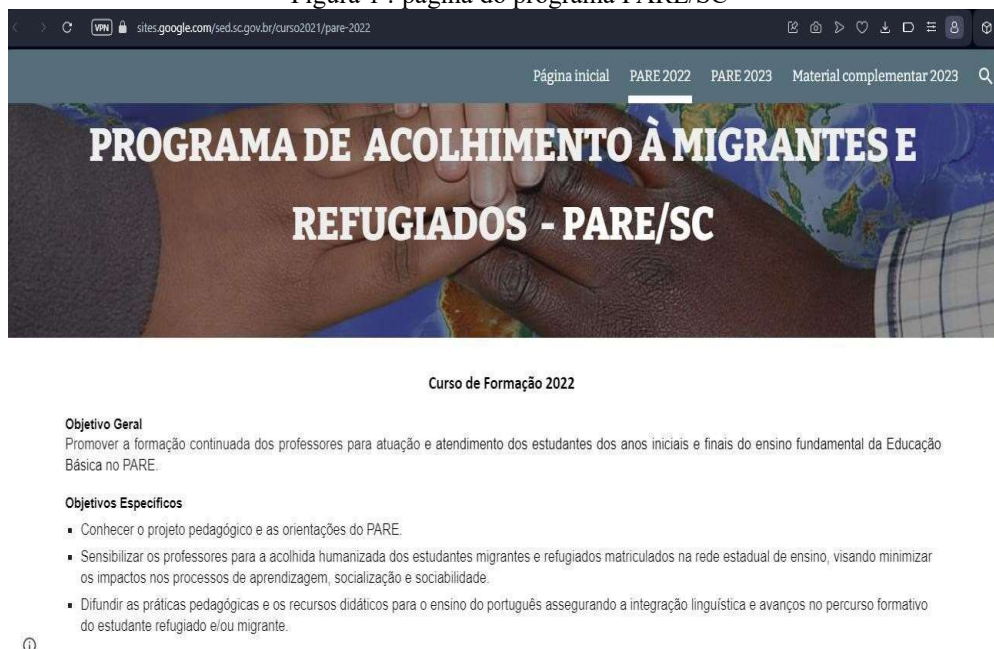 Figura 1 : página do programa PARE/SC
VPN sites.google.com/sed.sc.gov.br/curso2021/pare-2022
Página inicial PARE 2022 PARE 2023 Material complementar 2023
PROGRAMA DE ACOLHIMENTO À MIGRANTES E
REFUGIADOS - PARE/SC
Curso de Formação 2022
Objetivo Geral
Promover a formação continuada dos professores para atuação e atendimento dos estudantes dos anos iniciais e finais do ensino fundamental da Educação
Básica no PARE.
Objetivos Específicos
▪ Conhecer o projeto pedagógico e as orientações do PARE.
▪ Sensibilizar os professores para a acolhida humanizada dos estudantes migrantes e refugiados matriculados na rede estadual de ensino, visando minimizar
os impactos nos processos de aprendizagem, socialização e sociabilidade.
▪ Difundir as práticas pedagógicas e os recursos didáticos para o ensino do português assegurando a integração linguística e avanços no percurso formativo
do estudante refugiado e/ou migrante.